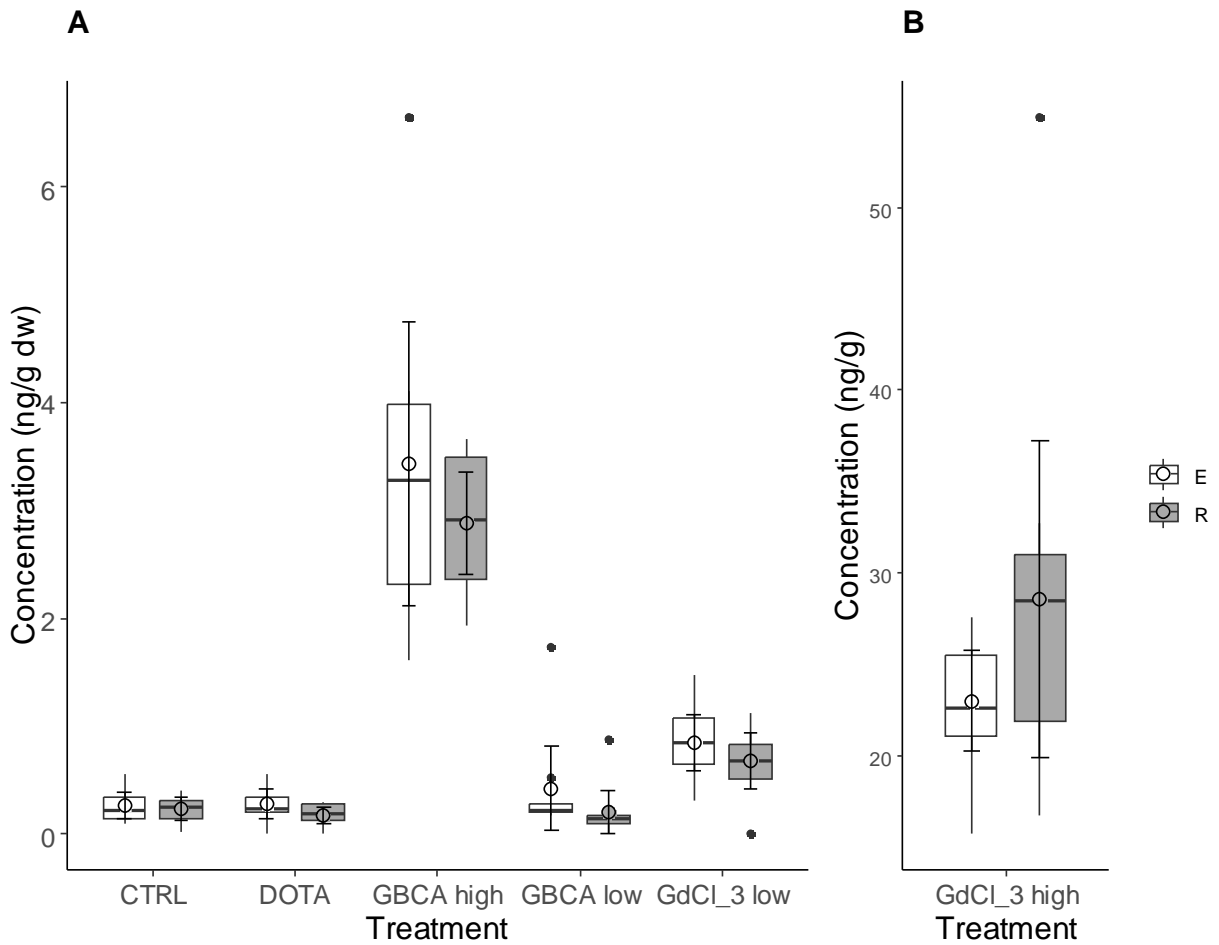 A
Concentration (ng/g dw)
6
4
2
0
CTRL DOTA GBCA high GBCA low GdCl_3 low
Treatment
B
Concentration (ng/g)
50
40
30
20
GdCl_3 high
Treatment
E
R